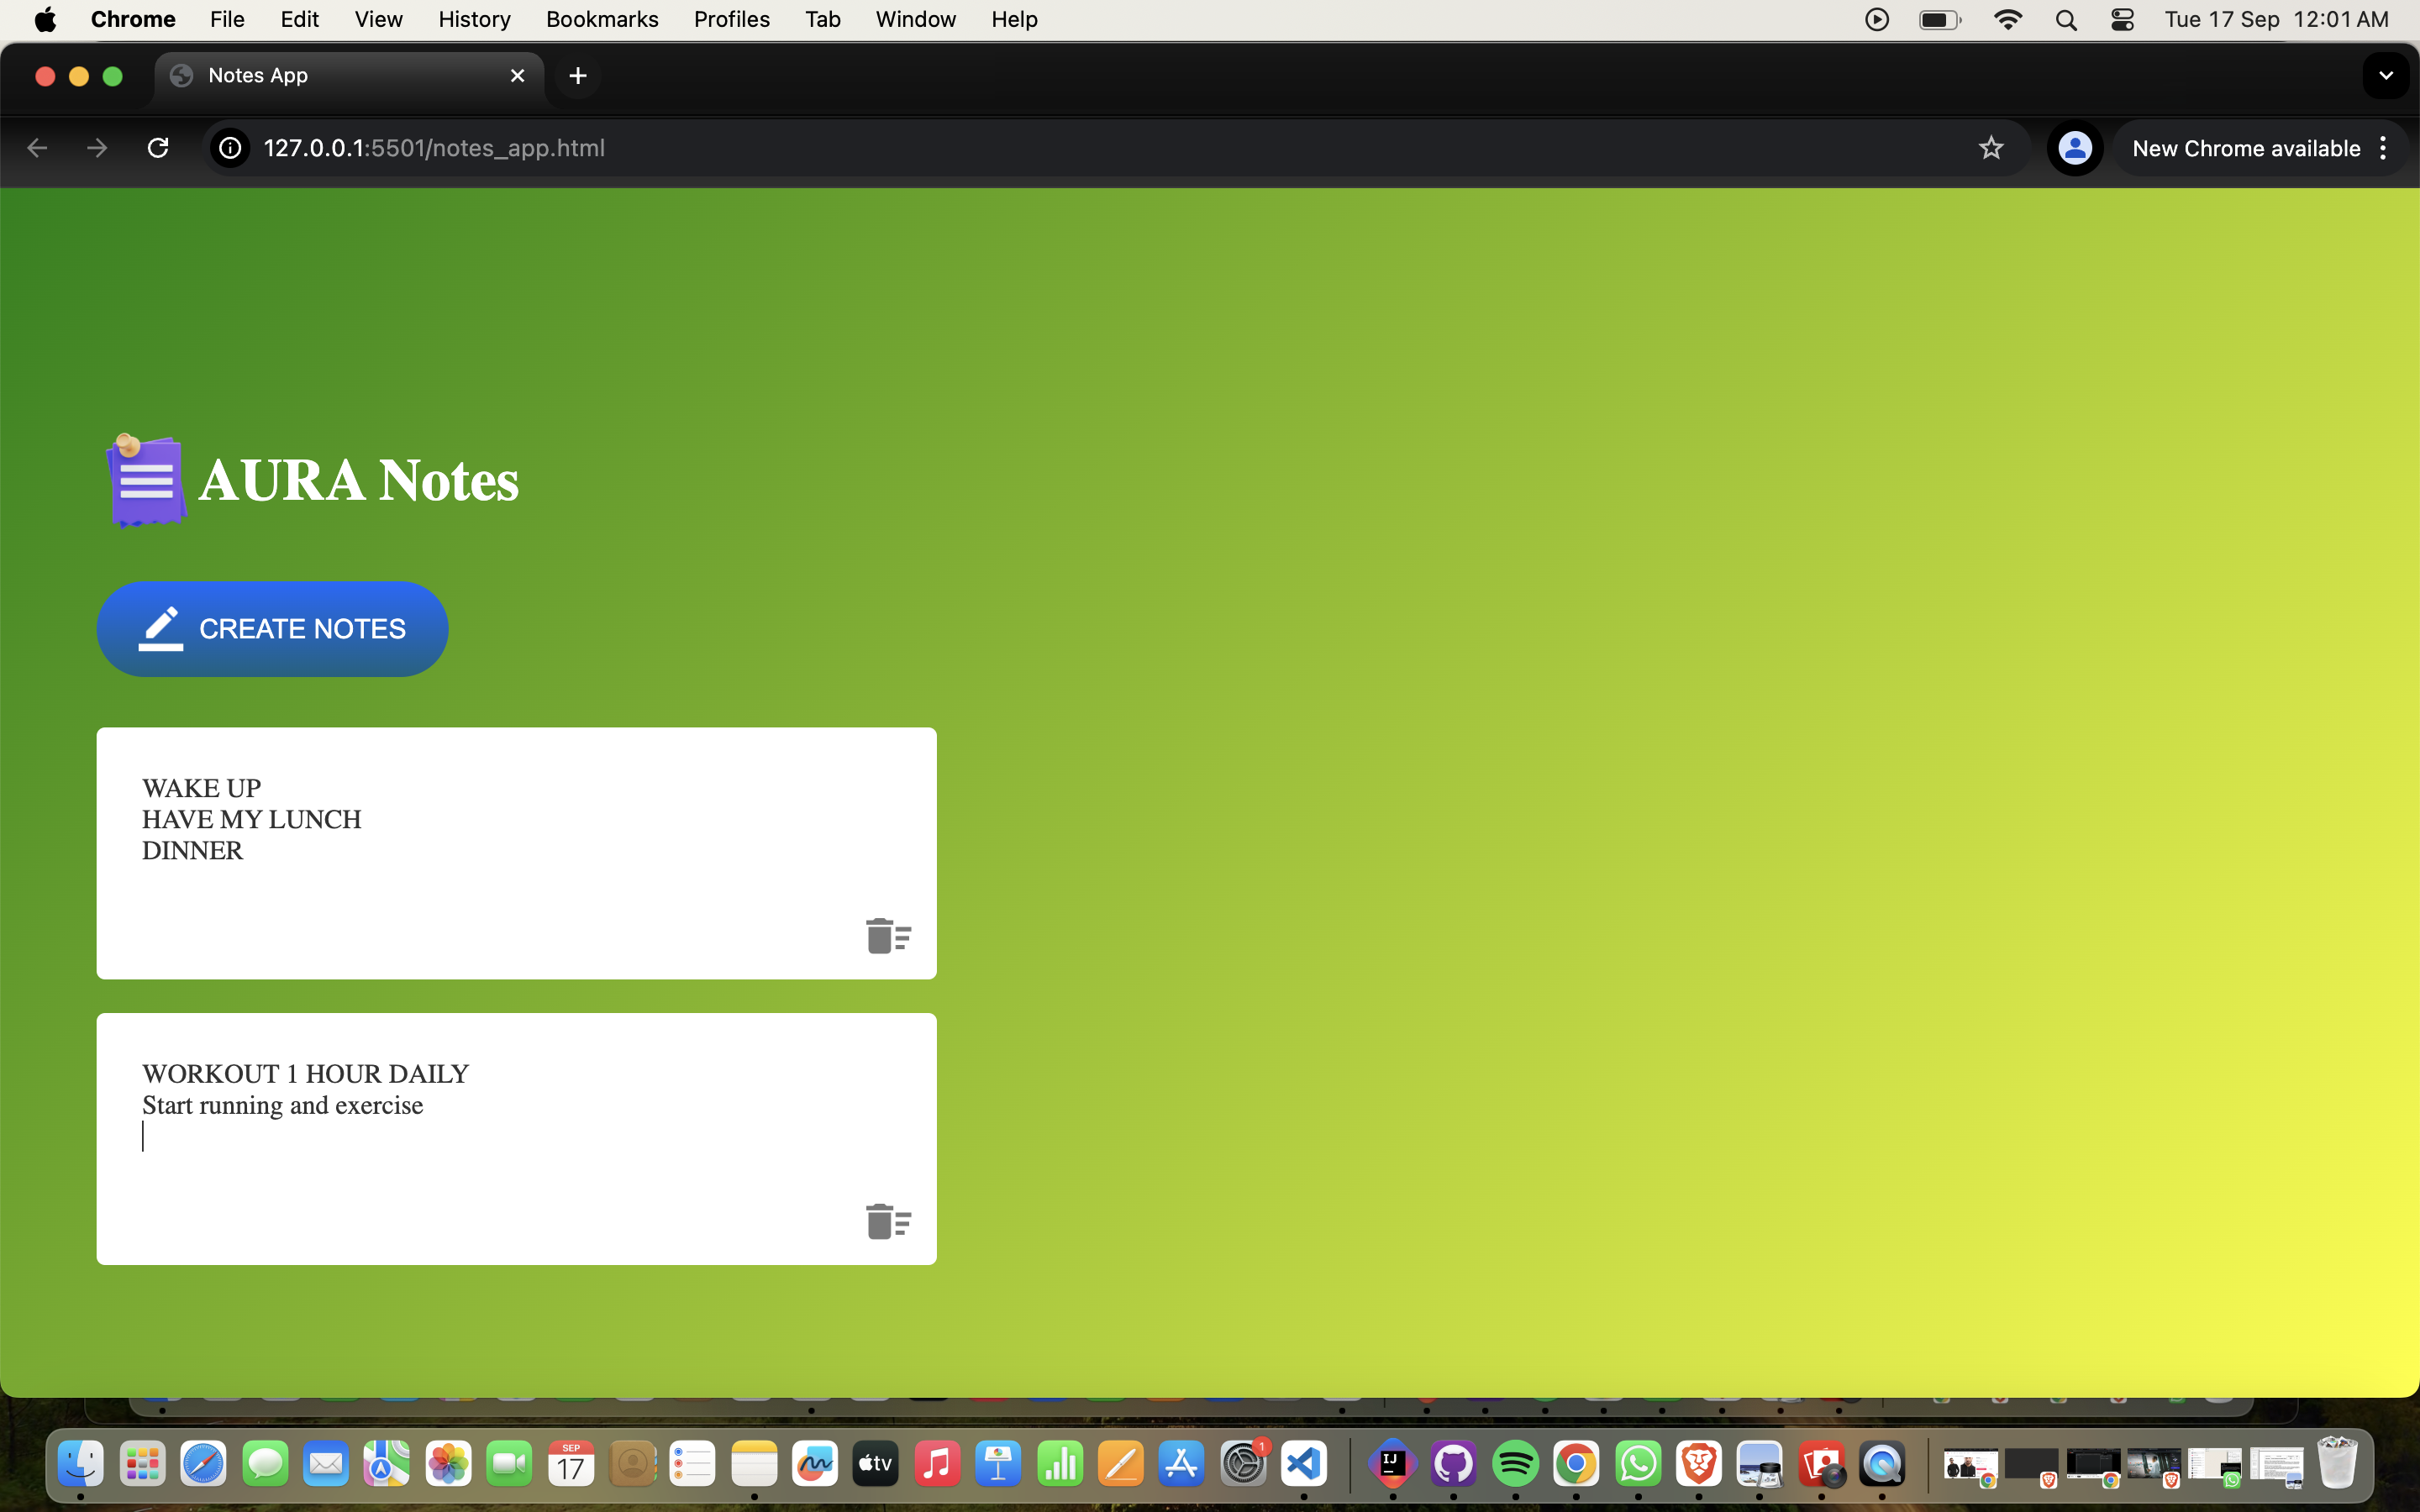 Chrome File Edit View History Bookmarks Profiles Tab Window Help Tue 17 Sep 12:01 AM
Notes App
127.0.0.1:5501/notes_app.html New Chrome available
AURA Notes
CREATE NOTES
WAKE UP
HAVE MY LUNCH
DINNER
WORKOUT 1 HOUR DAILY
Start running and exercise
SEP
17
tv
1
IJ